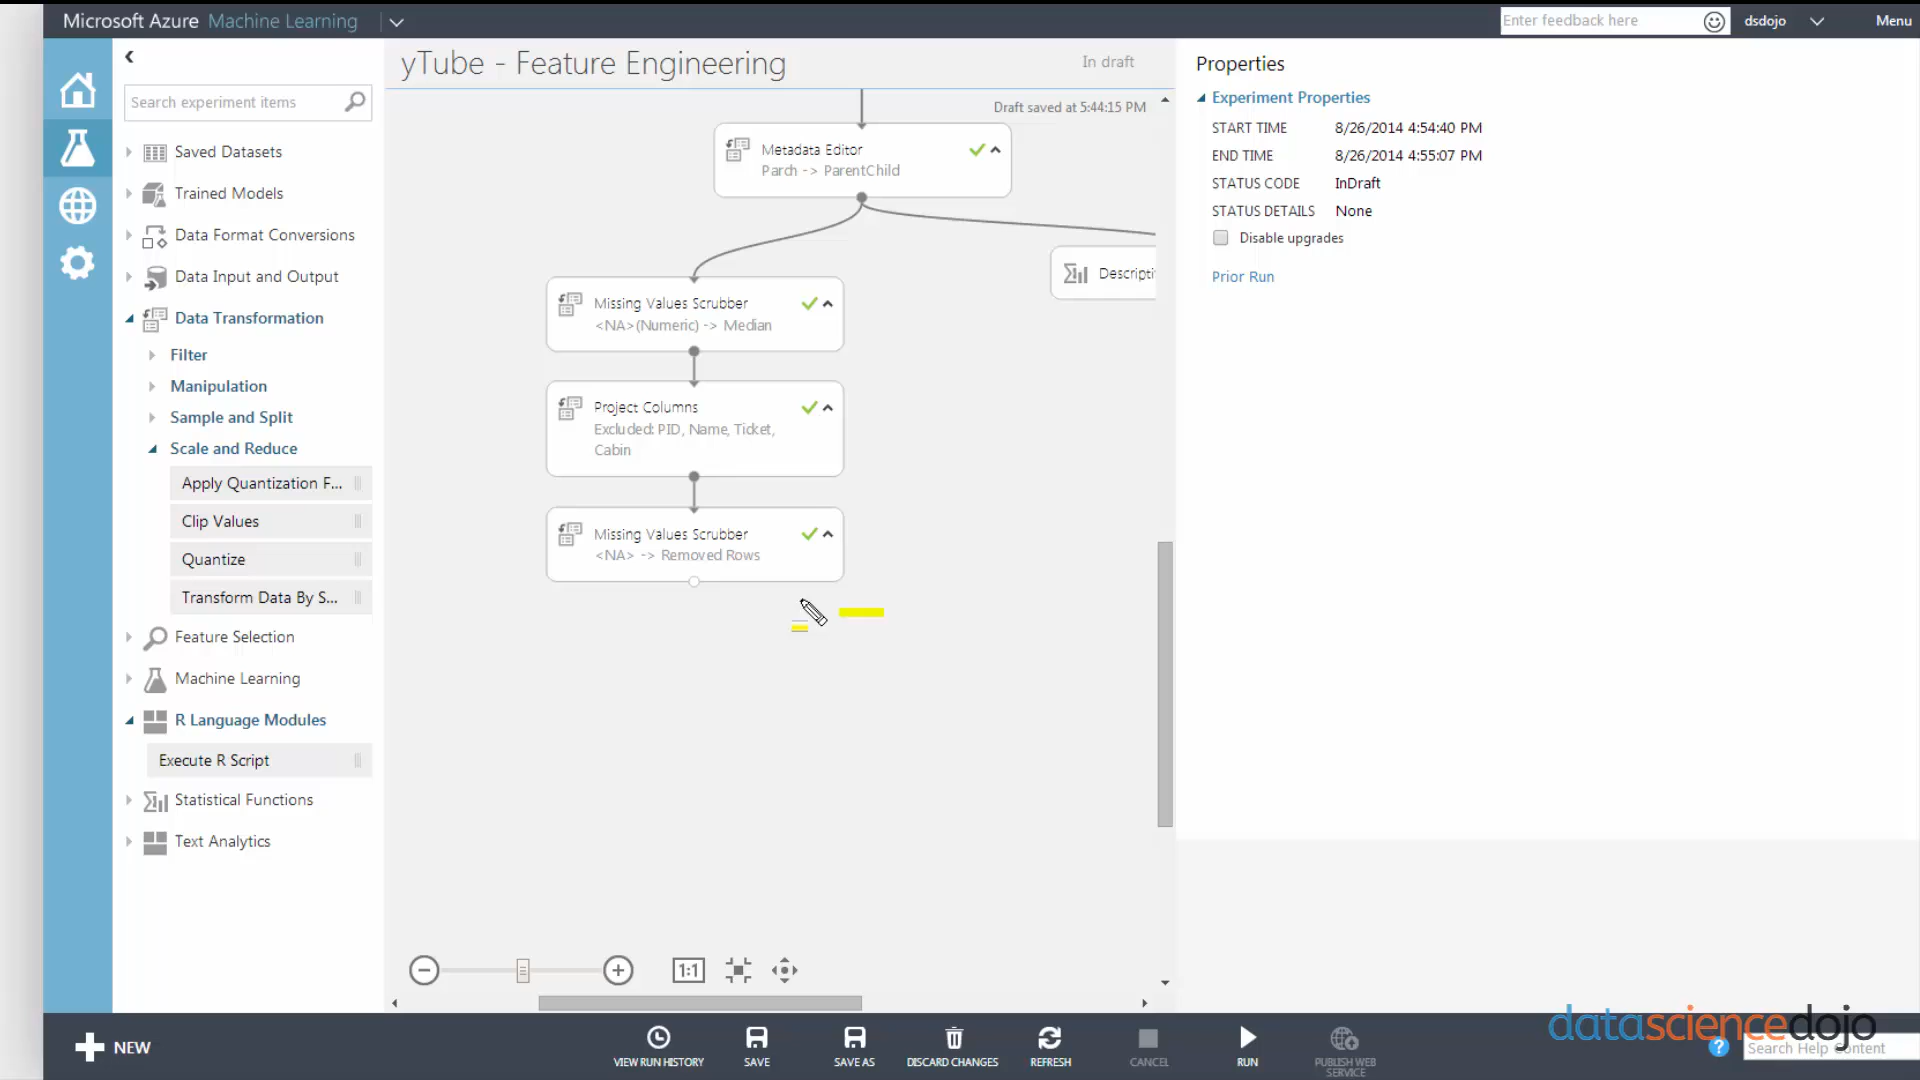 Microsoft Azure Machine Learning
Enter feedback here
dsdojo
Menu
Search experiment items
Saved Datasets
Trained Models
Data Format Conversions
Data Input and Output
Data Transformation
Filter
Manipulation
Sample and Split
Scale and Reduce
Apply Quantization F...
Clip Values
Quantize
Transform Data By S...
Feature Selection
Machine Learning
R Language Modules
Execute R Script
Statistical Functions
Text Analytics
yTube - Feature Engineering
In draft
Draft saved at 5:44:15 PM
Metadata Editor
Parch -> ParentChild
Descripti
Missing Values Scrubber
<NA>(Numeric) -> Median
Project Columns
Excluded: PID, Name, Ticket,
Cabin
Missing Values Scrubber
<NA> -> Removed Rows
1:1
Properties
Experiment Properties
START TIME 8/26/2014 4:54:40 PM
END TIME 8/26/2014 4:55:07 PM
STATUS CODE InDraft
STATUS DETAILS None
Disable upgrades
Prior Run
NEW
VIEW RUN HISTORY
SAVE
SAVE AS
DISCARD CHANGES
REFRESH
CANCEL
RUN
PUBLISH WEB
SERVICE
datasciencedojo
?
Search Help Content